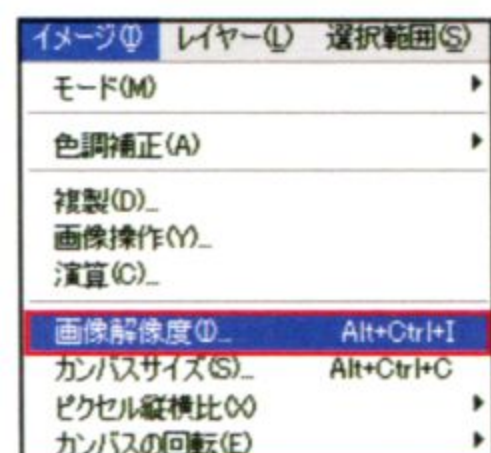 イメージ(I) レイヤー(L) 選択範囲(S)
モード(M)
色調補正(A)
複製(D)...
画像操作(Y)...
演算(C)...
画像解像度(I)... Alt+Ctrl+I
カンバスサイズ(S)... Alt+Ctrl+C
ピクセル縦横比(X)
カンバスの回転(E)